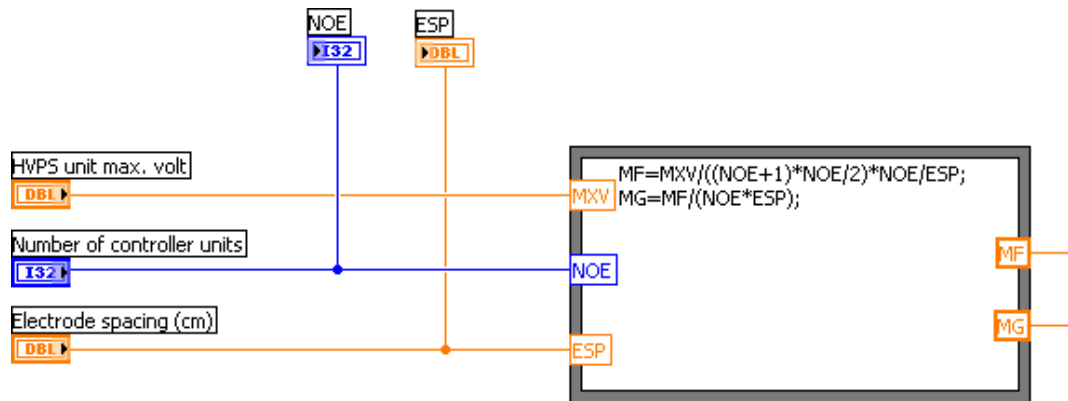 NOE ESP
I32 DBL
HVPS unit max. volt
DBL
MF=MXV/((NOE+1)*NOE/2)*NOE/ESP;
MXV MG=MF/(NOE*ESP);
Number of controller units
I32
NOE
MF
Electrode spacing (cm)
DBL
ESP
MG